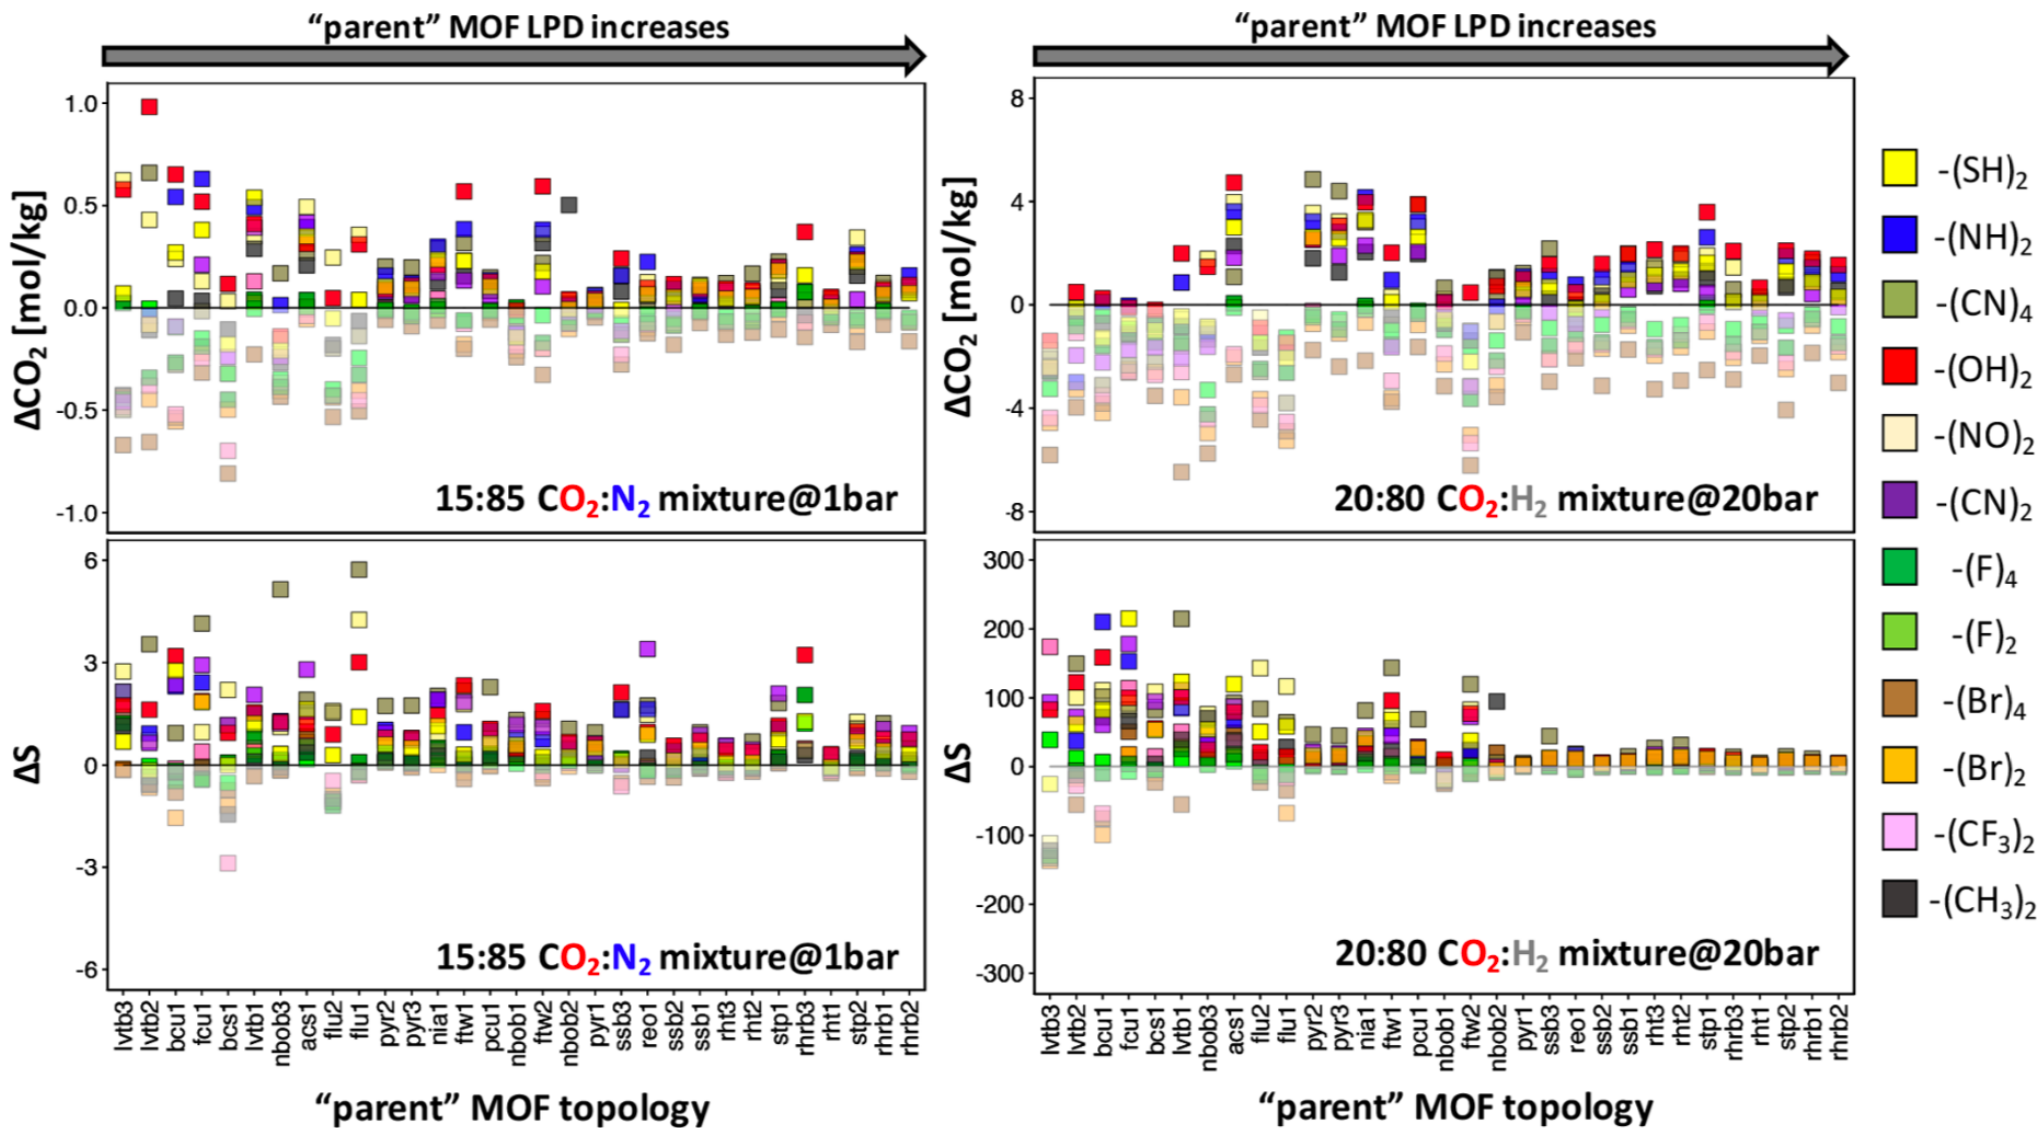 “parent” MOF LPD increases
“parent” MOF LPD increases
ΔCO2 [mol/kg]
1.0
0.5
0.0
-0.5
-1.0
15:85 CO2:N2 mixture@1bar
ΔCO2 [mol/kg]
8
4
0
-4
-8
20:80 CO2:H2 mixture@20bar
ΔS
6
3
0
-3
-6
15:85 CO2:N2 mixture@1bar
ΔS
300
200
100
0
-100
-200
-300
20:80 CO2:H2 mixture@20bar
lvtb3
lvtb2
bcu1
fcu1
bcs1
lvtb1
nbob3
acs1
flu2
flu1
pyr2
pyr3
nia1
ftw1
pcu1
nbob1
ftw2
nbob2
pyr1
ssb3
reo1
ssb2
ssb1
rht3
rht2
stp1
rhrb3
rht1
stp2
rhrb1
rhrb2
“parent” MOF topology
lvtb3
lvtb2
bcu1
fcu1
bcs1
lvtb1
nbob3
acs1
flu2
flu1
pyr2
pyr3
nia1
ftw1
pcu1
nbob1
ftw2
nbob2
pyr1
ssb3
reo1
ssb2
ssb1
rht3
rht2
stp1
rhrb3
rht1
stp2
rhrb1
rhrb2
“parent” MOF topology
-(SH)2
-(NH)2
-(CN)4
-(OH)2
-(NO)2
-(CN)2
-(F)4
-(F)2
-(Br)4
-(Br)2
-(CF3)2
-(CH3)2